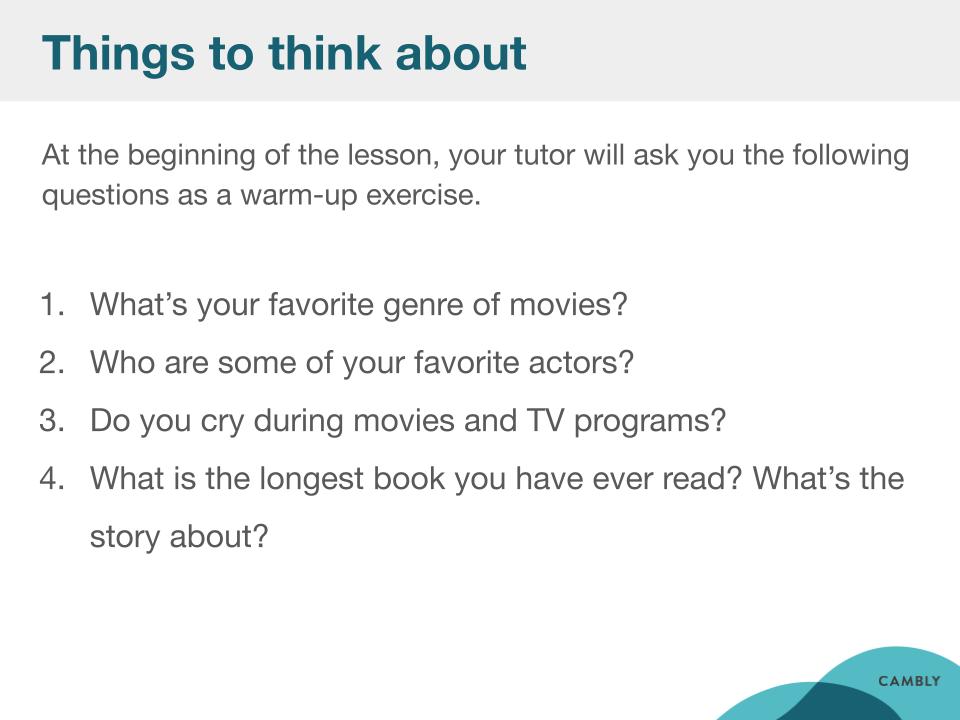 Things to think about
At the beginning of the lesson, your tutor will ask you the following
questions as a warm-up exercise.
1. What’s your favorite genre of movies?
2. Who are some of your favorite actors?
3. Do you cry during movies and TV programs?
4. What is the longest book you have ever read? What’s the
story about?
CAMBLY